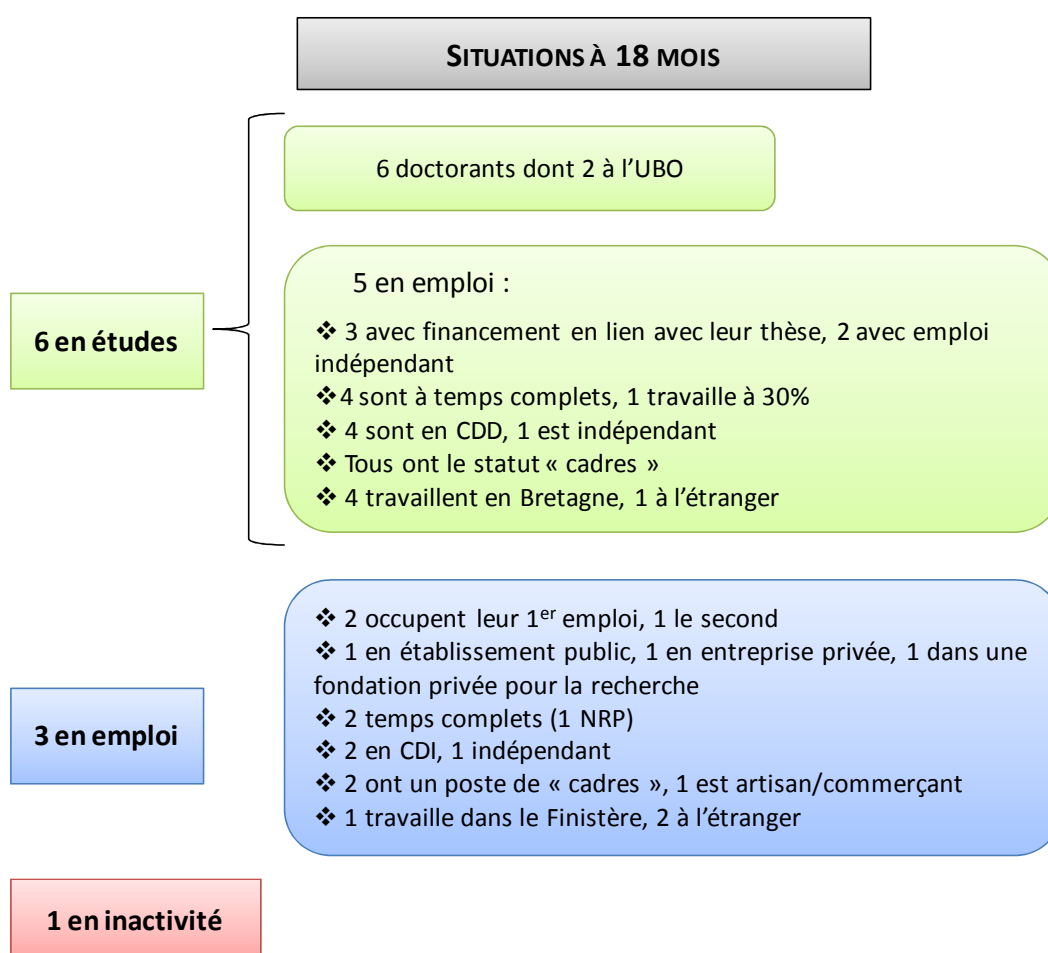 SITUATIONS À 18 MOIS
6 doctorants dont 2 à l'UBO
6 en études
5 en emploi :
❖ 3 avec financement en lien avec leur thèse, 2 avec emploi
indépendant
❖ 4 sont à temps complets, 1 travaille à 30%
❖ 4 sont en CDD, 1 est indépendant
❖ Tous ont le statut « cadres »
❖ 4 travaillent en Bretagne, 1 à l'étranger
3 en emploi
❖ 2 occupent leur 1er emploi, 1 le second
❖ 1 en établissement public, 1 en entreprise privée, 1 dans une
fondation privée pour la recherche
❖ 2 temps complets (1 NRP)
❖ 2 en CDI, 1 indépendant
❖ 2 ont un poste de « cadres », 1 est artisan/commerçant
❖ 1 travaille dans le Finistère, 2 à l'étranger
1 en inactivité